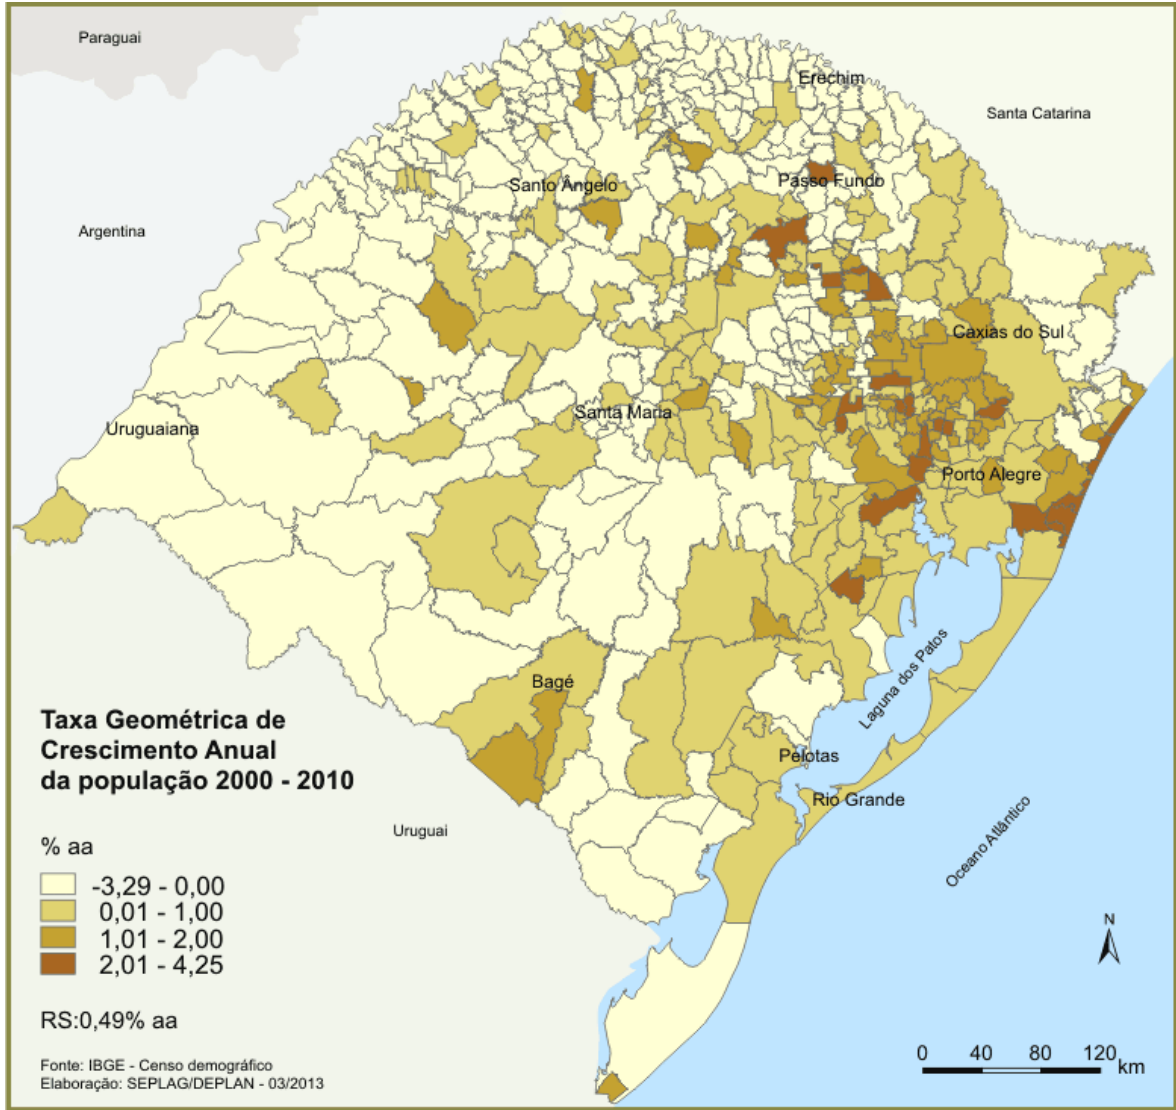 Paraguai
Erechim
Santa Catarina
Santo Ângelo
Passo Fundo
Argentina
Caxias do Sul
Santa Maria
Uruguaiana
Porto Alegre
Bagé
Laguna dos Patos
Pelotas
Rio Grande
Uruguai
Oceano Atlântico
Taxa Geométrica de
Crescimento Anual
da população 2000 - 2010
% aa
-3,29 - 0,00
0,01 - 1,00
1,01 - 2,00
2,01 - 4,25
RS:0,49% aa
Fonte: IBGE - Censo demográfico
Elaboração: SEPLAG/DEPLAN - 03/2013
N
0 40 80 120 km